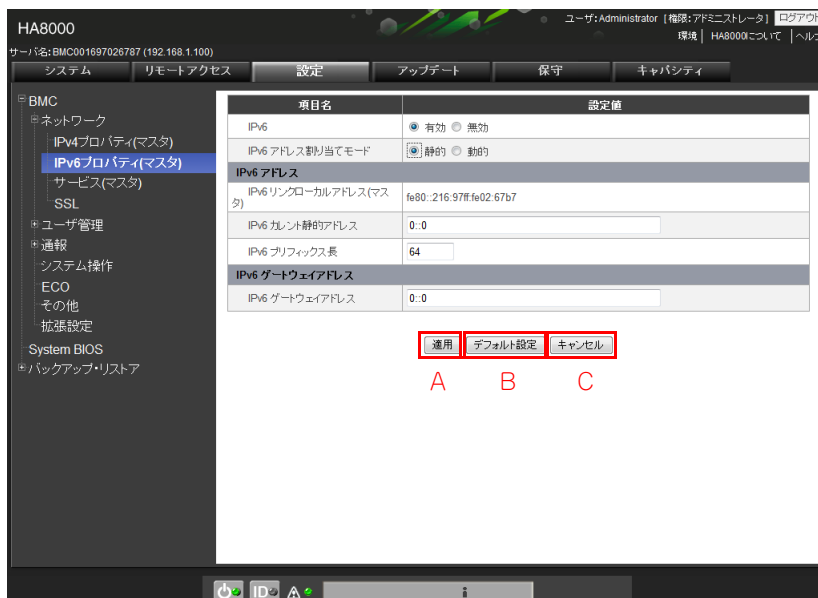 HA8000
ユーザ:Administrator [権限:アドミニストレータ] ログアウト
環境 | HA8000について | ヘル
サーバ名:BMC001697026787 (192.168.1.100)
システム リモートアクセス 設定 アップデート 保守 キャパシティ
BMC
ネットワーク
IPv4プロパティ(マスタ)
IPv6プロパティ(マスタ)
サービス(マスタ)
SSL
ユーザ管理
通報
システム操作
ECO
その他
拡張設定
System BIOS
バックアップ・リストア
項目名 設定値
IPv6 有効 無効
IPv6 アドレス割り当てモード 静的 動的
IPv6 アドレス
IPv6 リンクローカルアドレス(マスタ) fe80::216:97ff:fe02:67b7
IPv6 カレント静的アドレス 0::0
IPv6 プリフィックス長 64
IPv6 ゲートウェイアドレス
IPv6 ゲートウェイアドレス 0::0
適用 デフォルト設定 キャンセル
A B C
ID